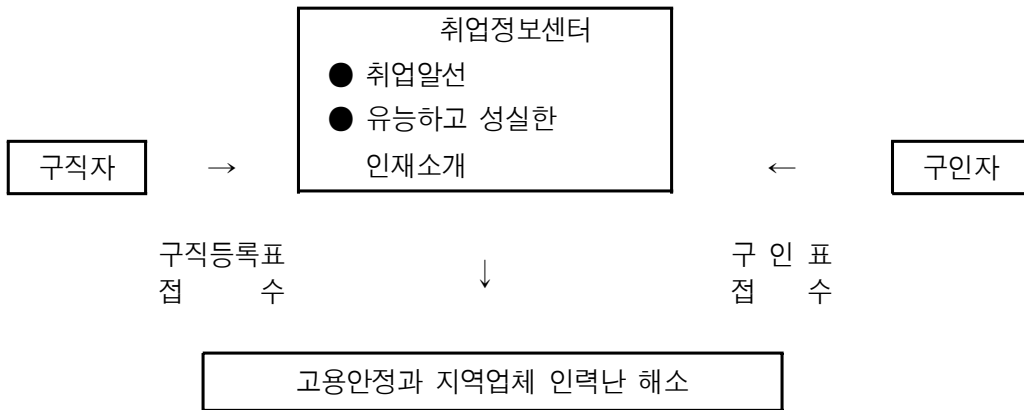 취업정보센터
● 취업알선
● 유능하고 성실한
인재소개
구직자 → ← 구인자
구직등록표 구 인 표
접 수 ↓ 접 수
고용안정과 지역업체 인력난 해소